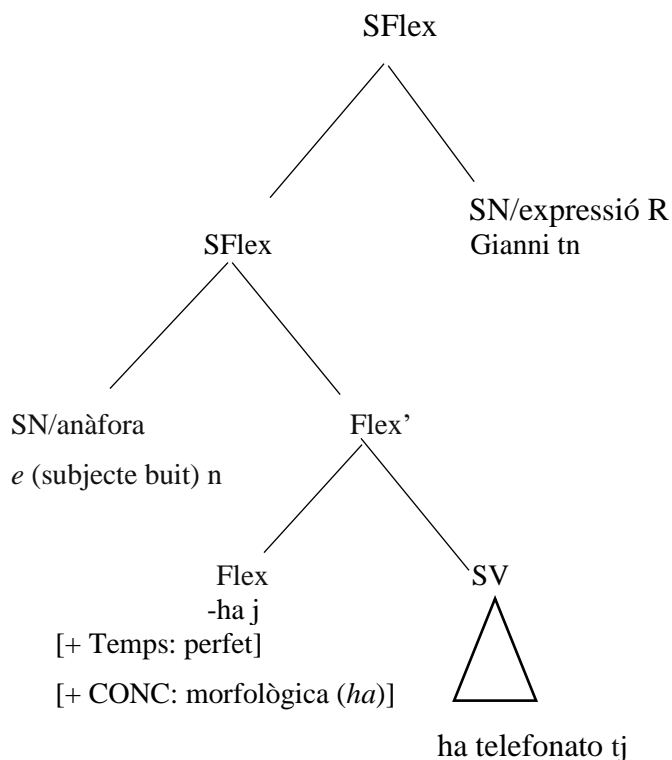 SFlex
SN/expressió R
Gianni tn
SFlex
SN/anàfora
Flex’
e (subjecte buit) n
Flex
SV
-ha j
[+ Temps: perfet]
[+ CONC: morfològica (ha)]
ha telefonato tj